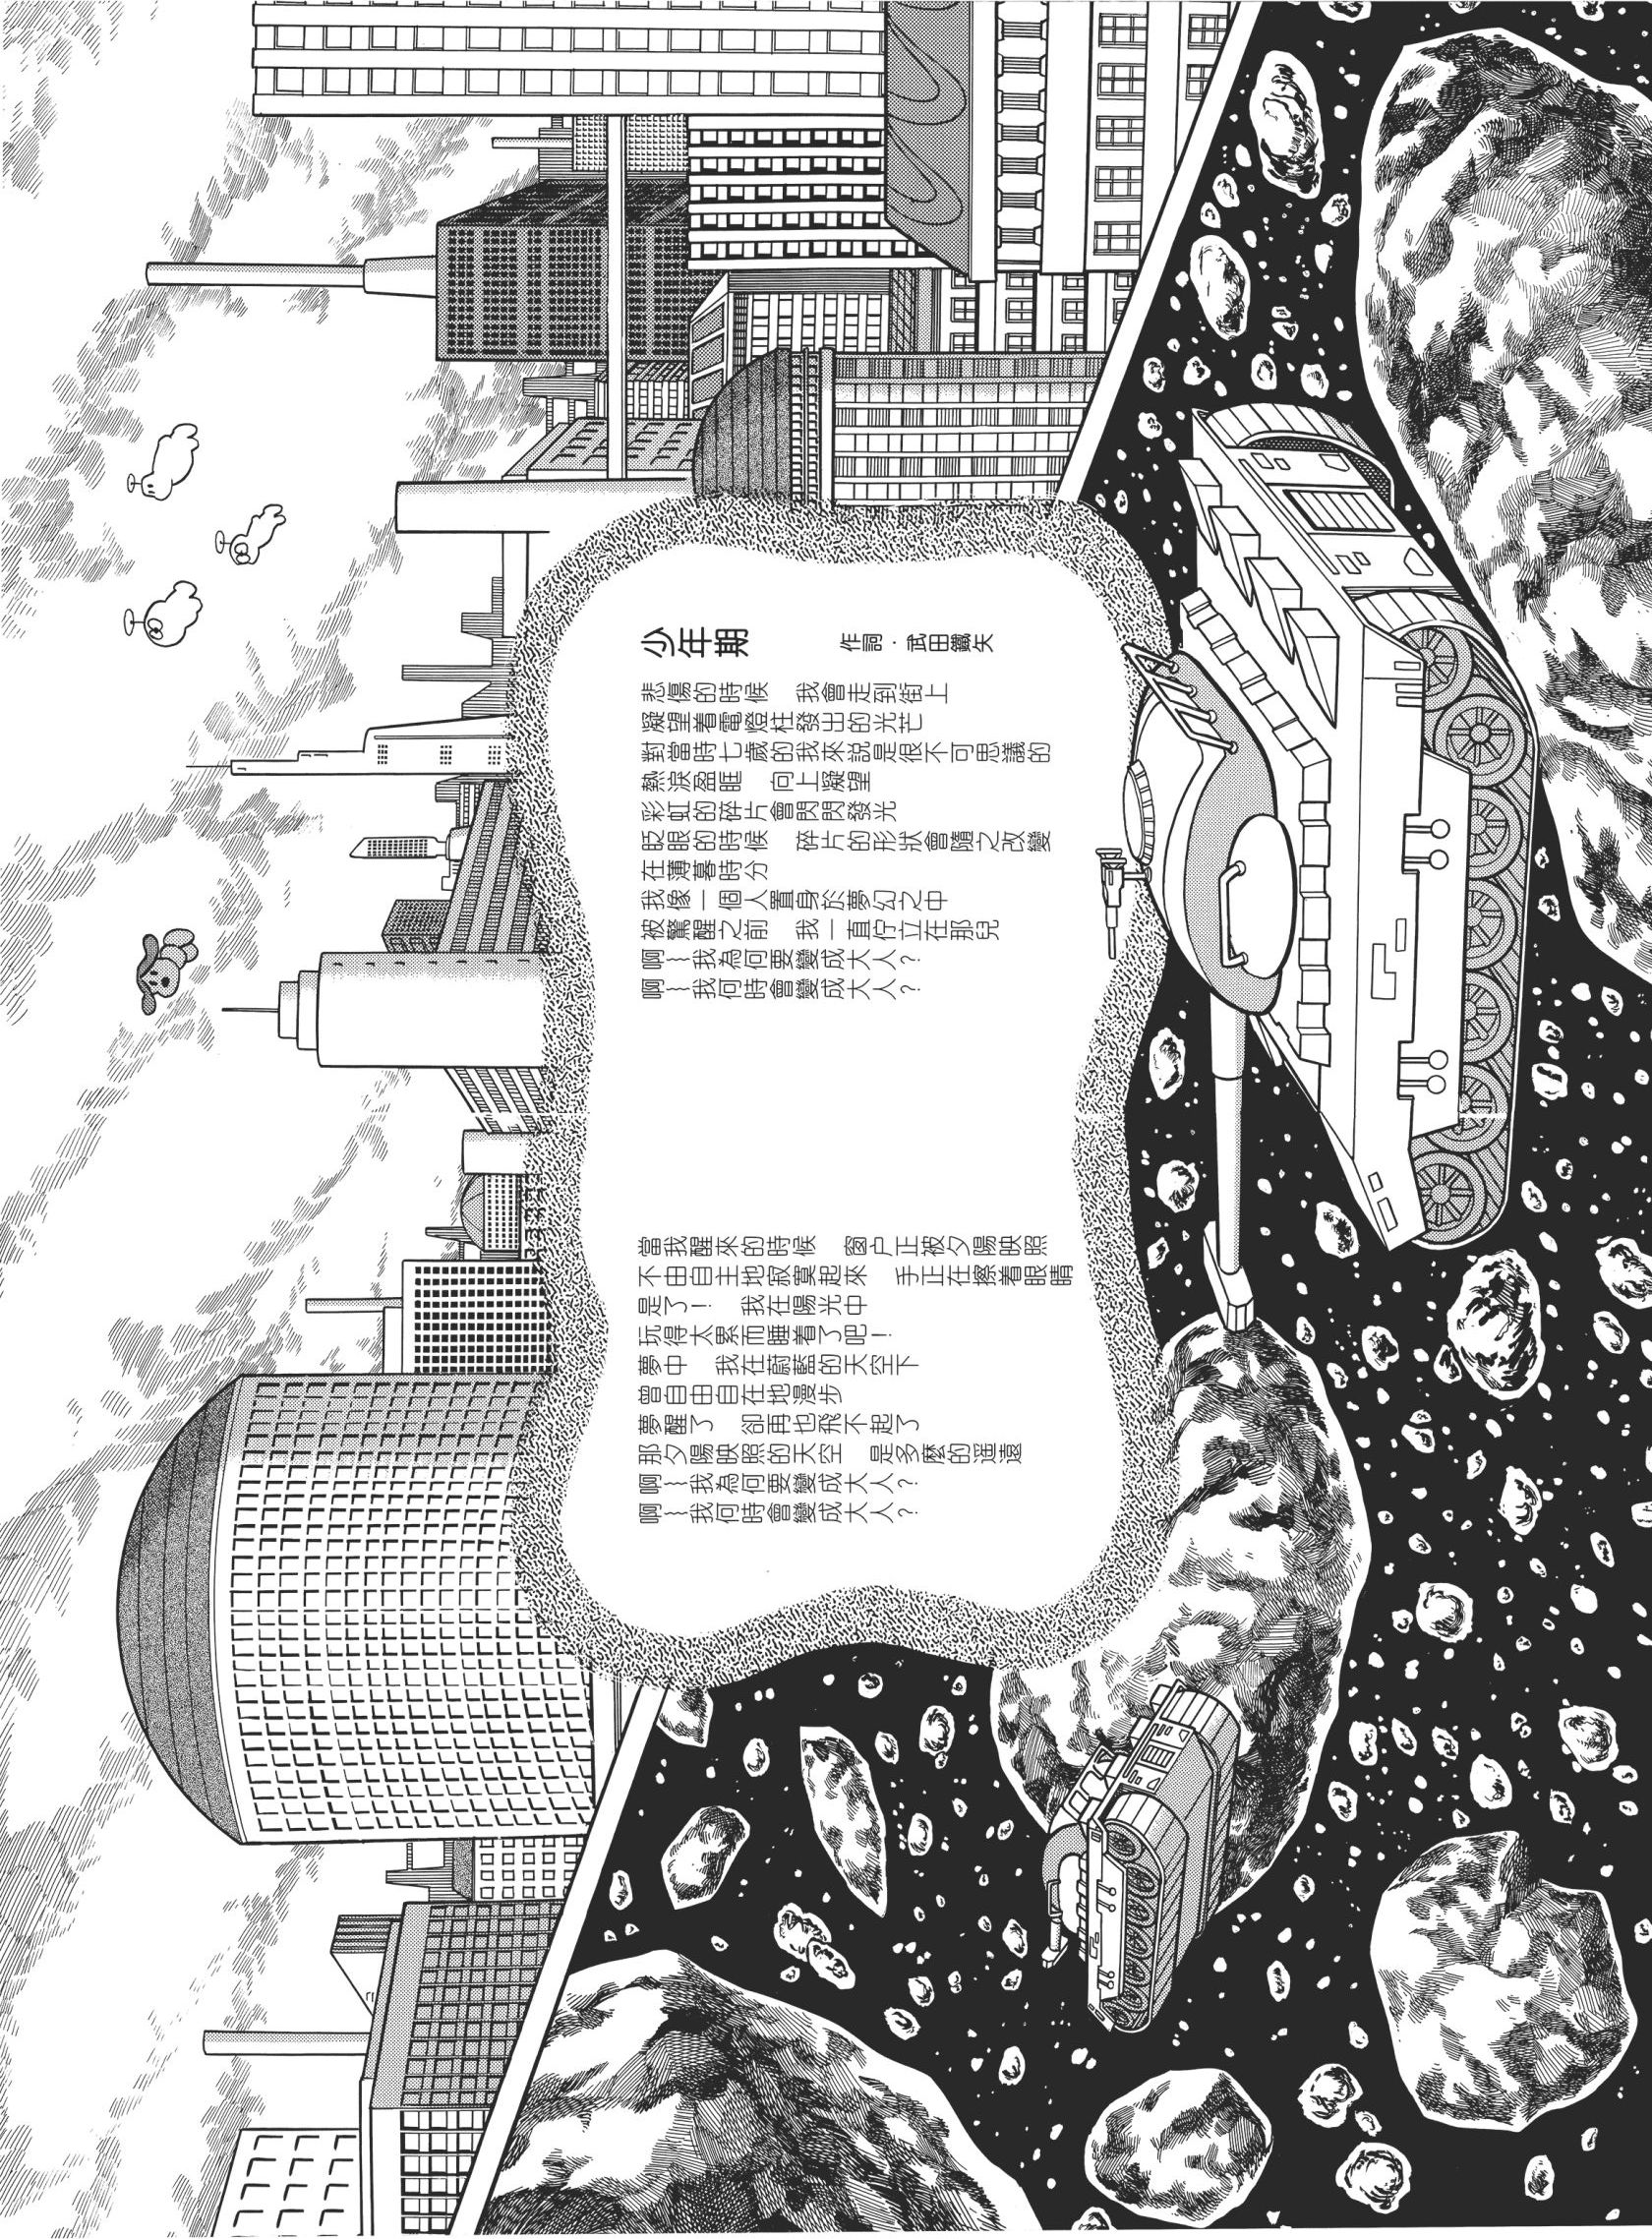 少年期
作詞·武田鐵矢
悲傷的時候　我會走到街上
凝望着電燈柱發出的光芒
對當時七歲的我來說是很不可思議的
熱淚盈眶　向上凝望
彩虹的碎片會閃閃發光
眨眼的時候　碎片的形狀會隨之改變
在薄暮時分
我像一個人置身於夢幻之中
被驚醒之前　我一直佇立在那兒
啊～我為何要變成大人？
啊～我何時會變成大人？
當我醒來的時候　窗户正被夕陽映照
不由自主地寂寞起來　手正在擦着眼睛
是了！　我在陽光中
玩得太累而睡着了吧！
夢中　我在蔚藍的天空下
曾自由自在地漫步
夢醒了　卻再也飛不起了
那夕陽映照的天空　是多麼的遥遠
啊～我為何要變成大人？
啊～我何時會變成大人？